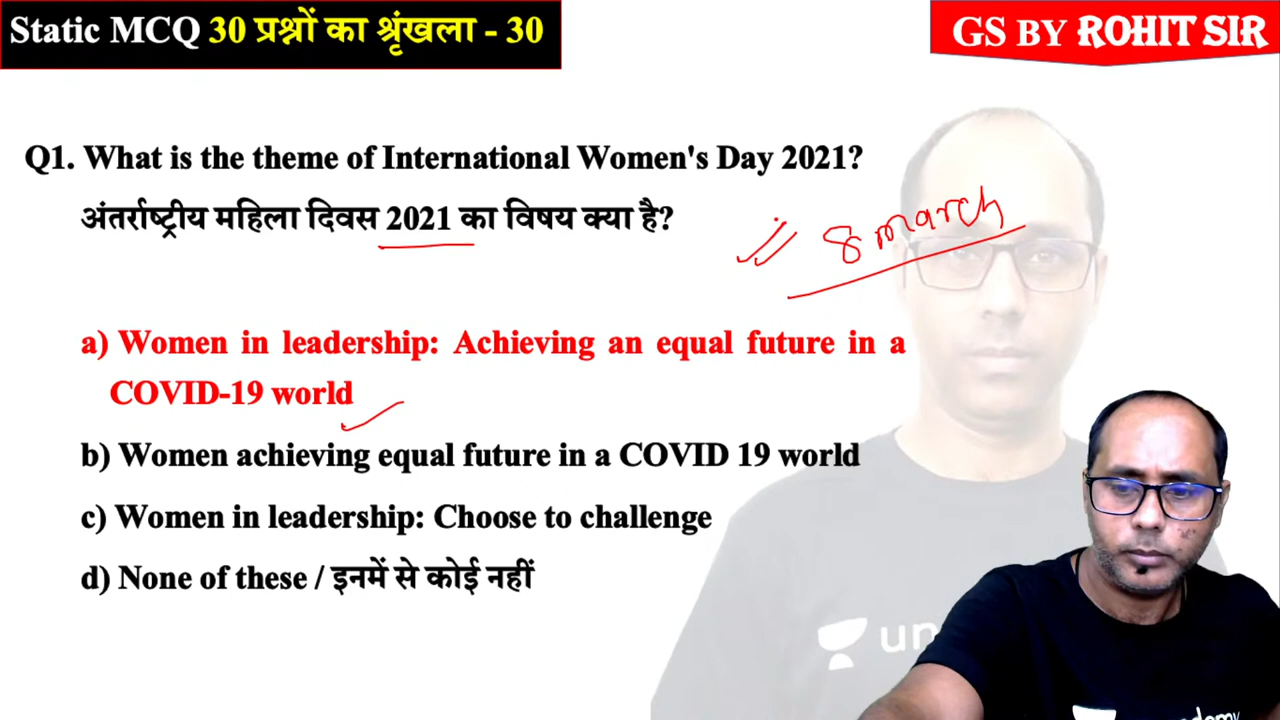 Static MCQ 30 प्रश्नों का श्रृंखला - 30
GS BY ROHIT SIR
Q1. What is the theme of International Women's Day 2021?
अंतर्राष्ट्रीय महिला दिवस 2021 का विषय क्या है?
8 march
a) Women in leadership: Achieving an equal future in a
COVID-19 world
b) Women achieving equal future in a COVID 19 world
c) Women in leadership: Choose to challenge
d) None of these / इनमें से कोई नहीं